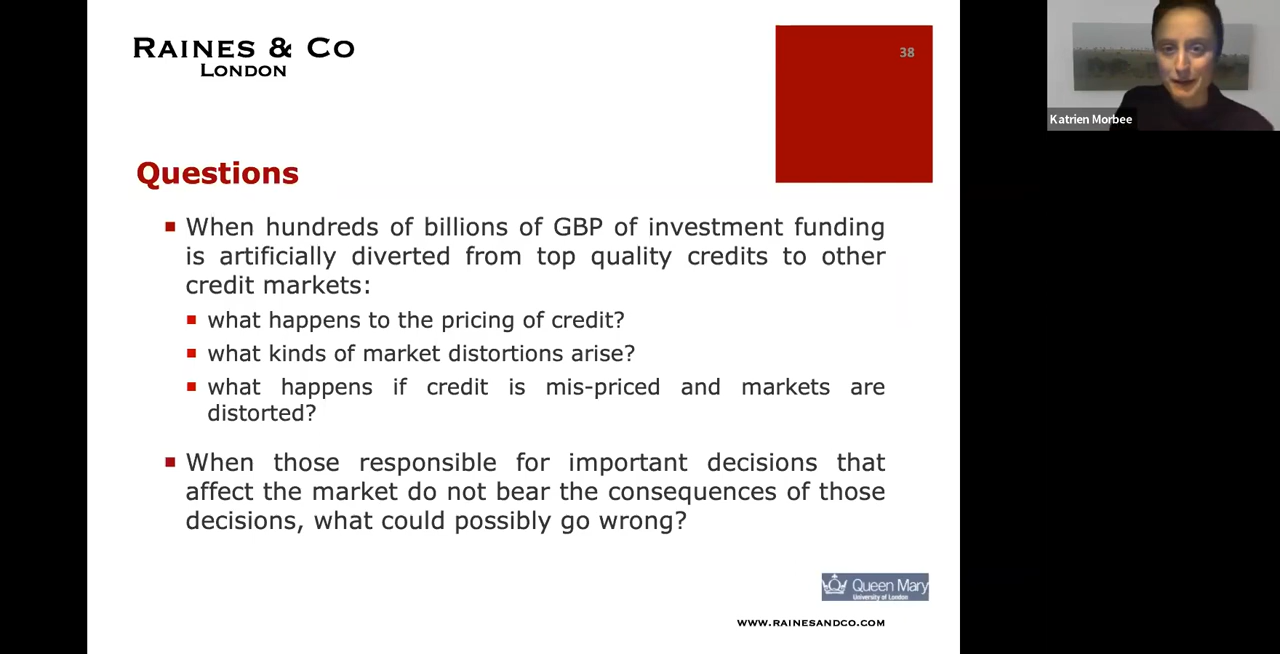 RAINES & CO
LONDON
38
Katrien Morbee
Questions
When hundreds of billions of GBP of investment funding
is artificially diverted from top quality credits to other
credit markets:
what happens to the pricing of credit?
what kinds of market distortions arise?
what happens if credit is mis-priced and markets are
distorted?
When those responsible for important decisions that
affect the market do not bear the consequences of those
decisions, what could possibly go wrong?
Queen Mary
University of London
WWW.RAINESANDCO.COM